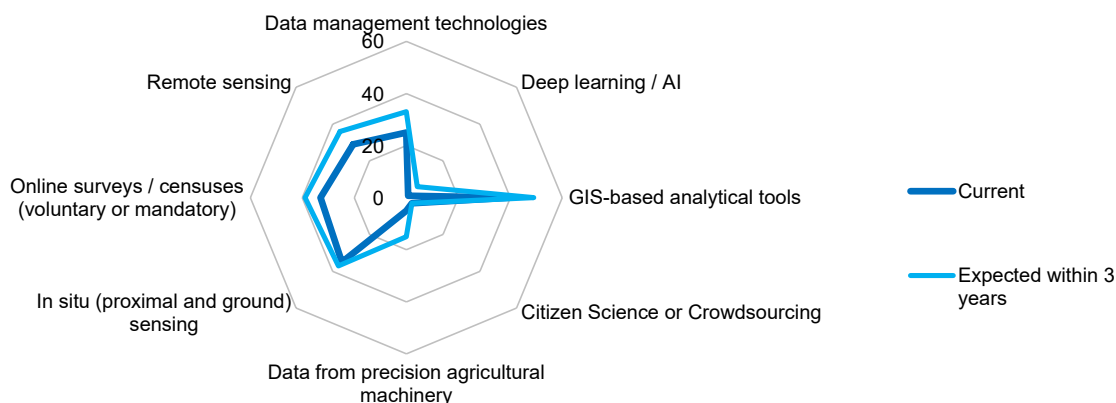 Data management technologies
60
Remote sensing
Deep learning / AI
40
20
Online surveys / censuses
(voluntary or mandatory)
0
GIS-based analytical tools
Current
Expected within 3
years
In situ (proximal and ground)
sensing
Citizen Science or Crowdsourcing
Data from precision agricultural
machinery